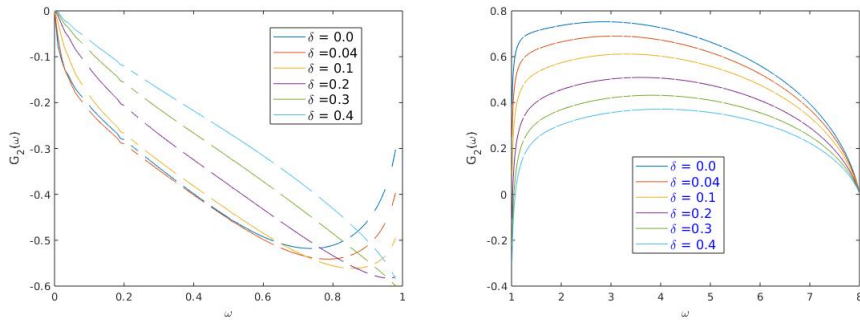 0
-0.1
-0.2
-0.3
-0.4
-0.5
-0.6
G₂(ω)
0 0.2 0.4 0.6 0.8 1
ω
δ = 0.0
δ =0.04
δ = 0.1
δ =0.2
δ =0.3
δ = 0.4
0.8
0.6
0.4
0.2
0
-0.2
-0.4
G₂(ω)
1 2 3 4 5 6 7 8
ω
δ = 0.0
δ =0.04
δ = 0.1
δ =0.2
δ =0.3
δ = 0.4